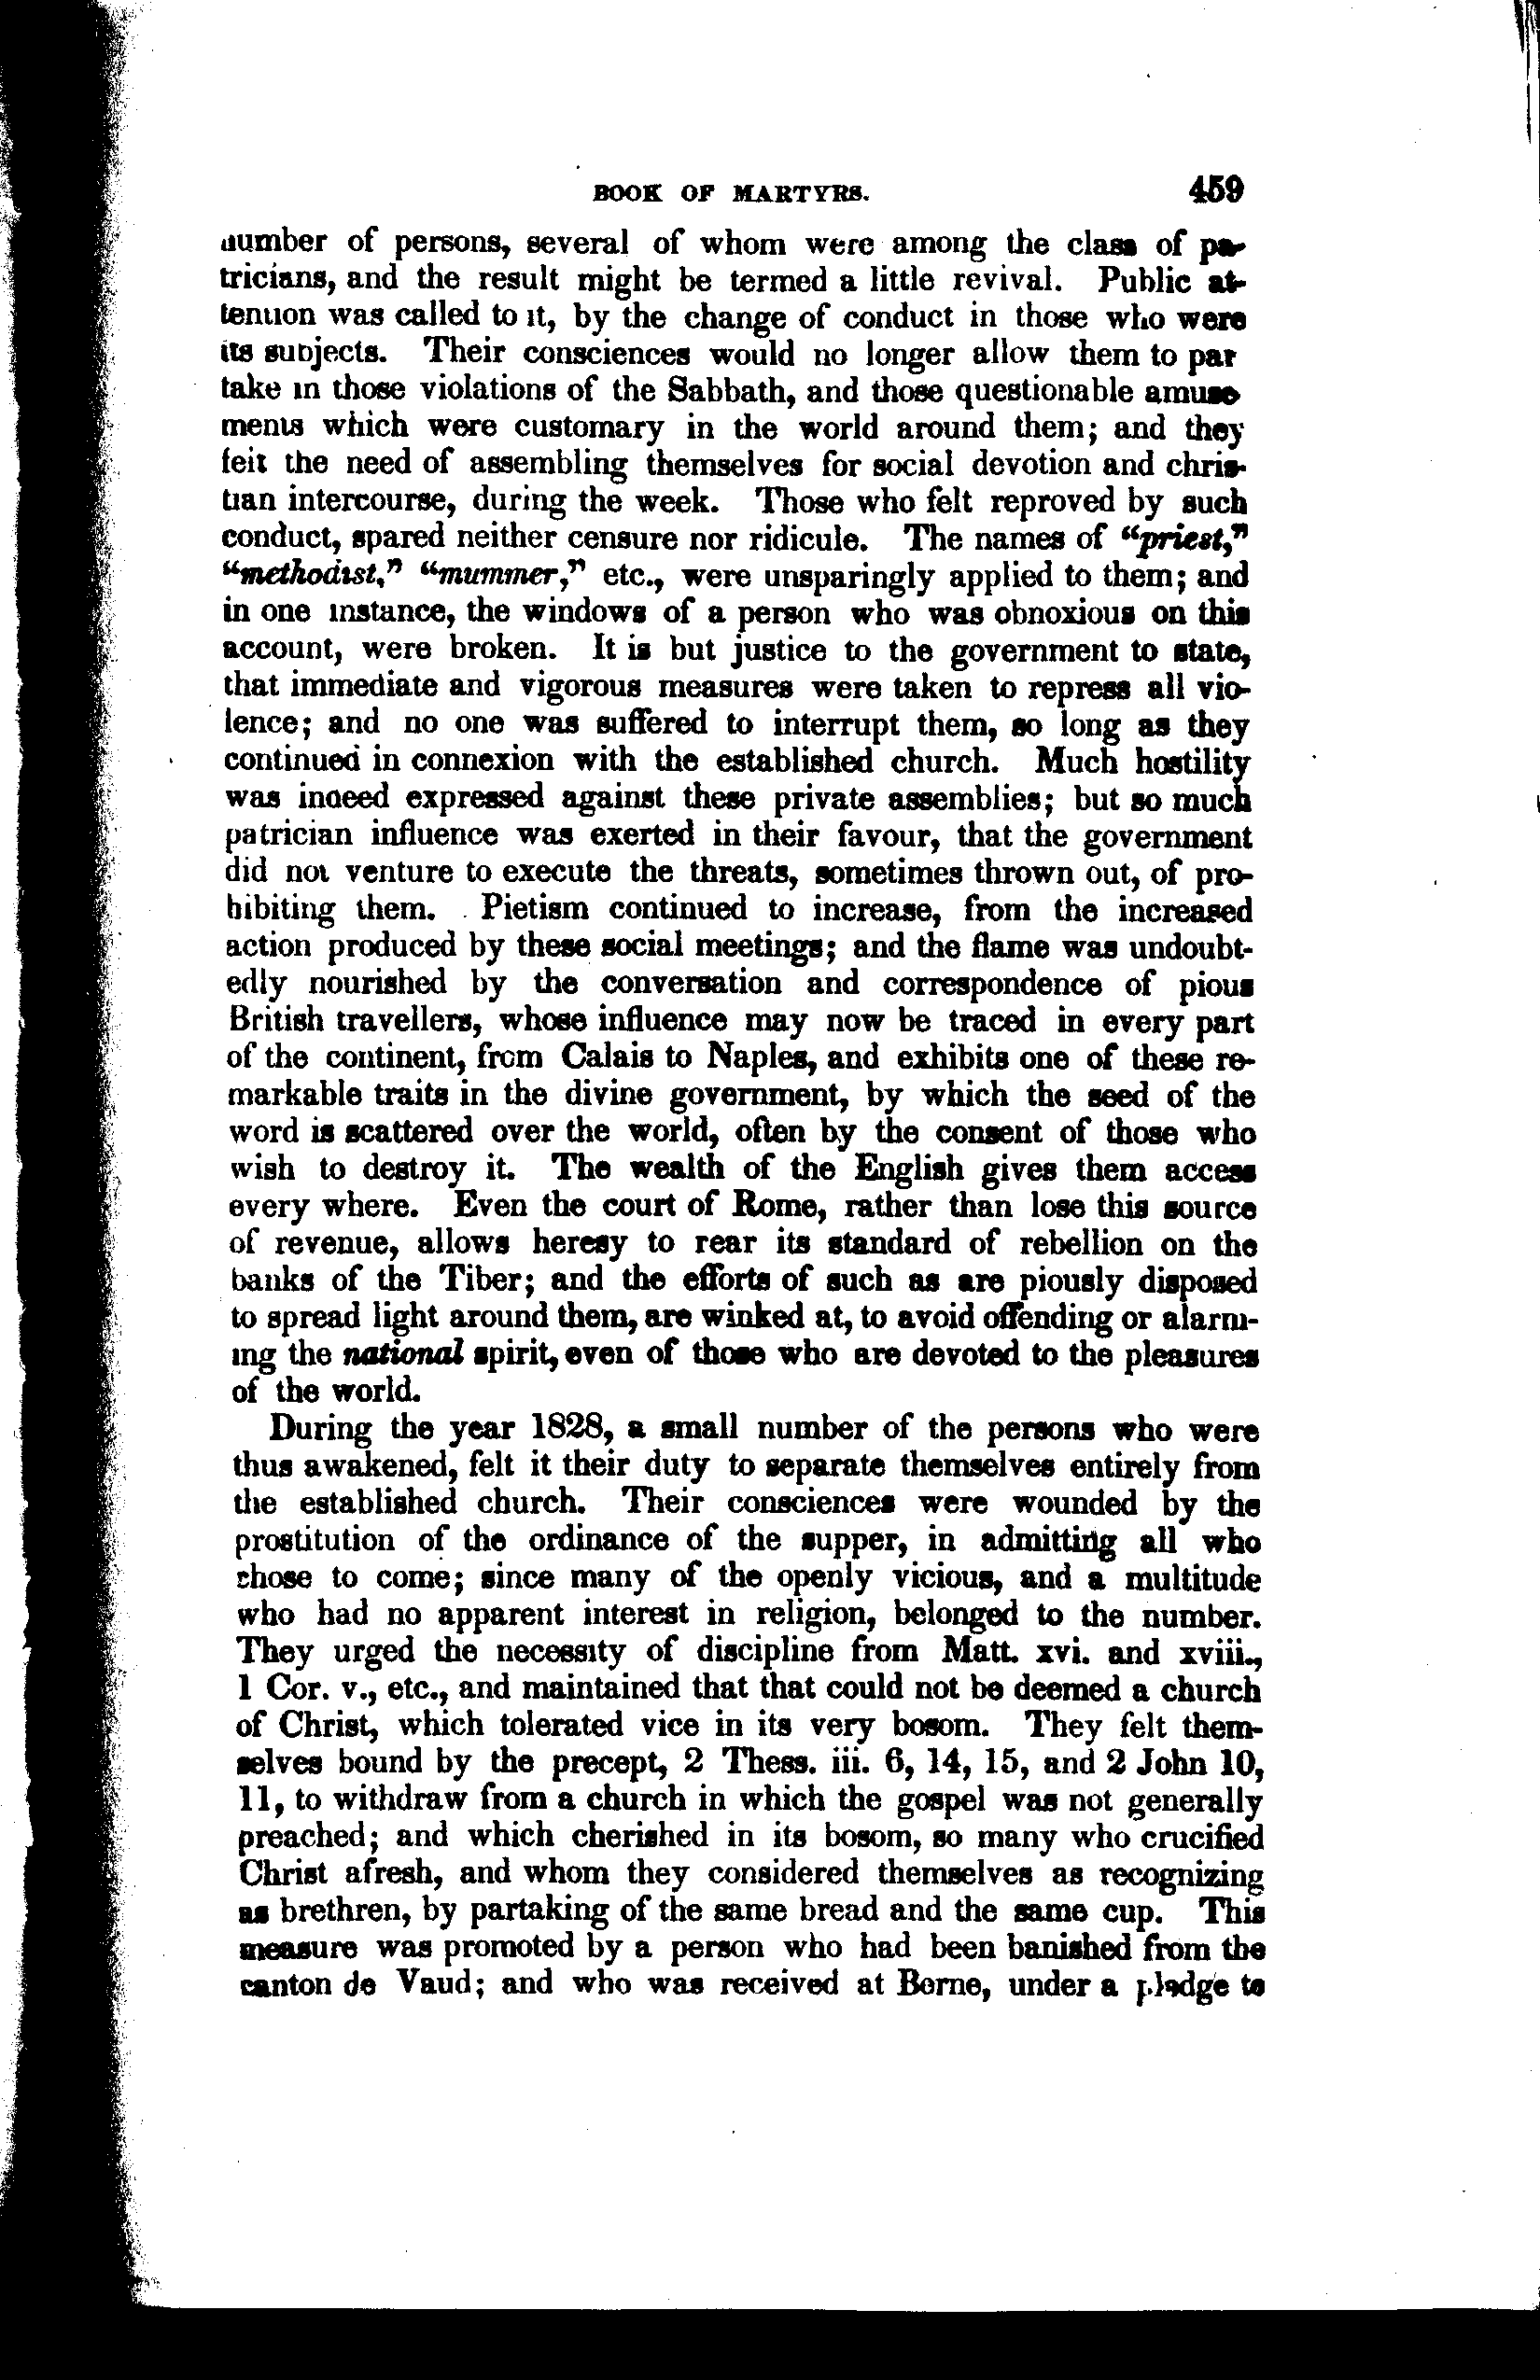 BOOK OF MARTYRS. 459
number of persons, several of whom were among the class of pa-
tricians, and the result might be termed a little revival. Public at-
tention was called to it, by the change of conduct in those who were
its subjects. Their consciences would no longer allow them to par
take in those violations of the Sabbath, and those questionable amuse
ments which were customary in the world around them; and they
felt the need of assembling themselves for social devotion and chris-
tian intercourse, during the week. Those who felt reproved by such
conduct, spared neither censure nor ridicule. The names of “priest,”
“methodist,” “mummer,” etc., were unsparingly applied to them; and
in one instance, the windows of a person who was obnoxious on this
account, were broken. It is but justice to the government to state,
that immediate and vigorous measures were taken to repress all vio-
lence; and no one was suffered to interrupt them, so long as they
continued in connexion with the established church. Much hostility
was indeed expressed against these private assemblies; but so much
patrician influence was exerted in their favour, that the government
did not venture to execute the threats, sometimes thrown out, of pro-
hibiting them. Pietism continued to increase, from the increased
action produced by these social meetings; and the flame was undoubt-
edly nourished by the conversation and correspondence of pious
British travellers, whose influence may now be traced in every part
of the continent, from Calais to Naples, and exhibits one of these re-
markable traits in the divine government, by which the seed of the
word is scattered over the world, often by the consent of those who
wish to destroy it. The wealth of the English gives them access
every where. Even the court of Rome, rather than lose this source
of revenue, allows heresy to rear its standard of rebellion on the
banks of the Tiber; and the efforts of such as are piously disposed
to spread light around them, are winked at, to avoid offending or alarm-
ing the national spirit, even of those who are devoted to the pleasures
of the world.
During the year 1828, a small number of the persons who were
thus awakened, felt it their duty to separate themselves entirely from
the established church. Their consciences were wounded by the
prostitution of the ordinance of the supper, in admitting all who
chose to come; since many of the openly vicious, and a multitude
who had no apparent interest in religion, belonged to the number.
They urged the necessity of discipline from Matt. xvi. and xviii.,
1 Cor. v., etc., and maintained that that could not be deemed a church
of Christ, which tolerated vice in its very bosom. They felt them-
selves bound by the precept, 2 Thess. iii. 6, 14, 15, and 2 John 10,
11, to withdraw from a church in which the gospel was not generally
preached; and which cherished in its bosom, so many who crucified
Christ afresh, and whom they considered themselves as recognizing
as brethren, by partaking of the same bread and the same cup. This
measure was promoted by a person who had been banished from the
canton de Vaud; and who was received at Berne, under a pledge to